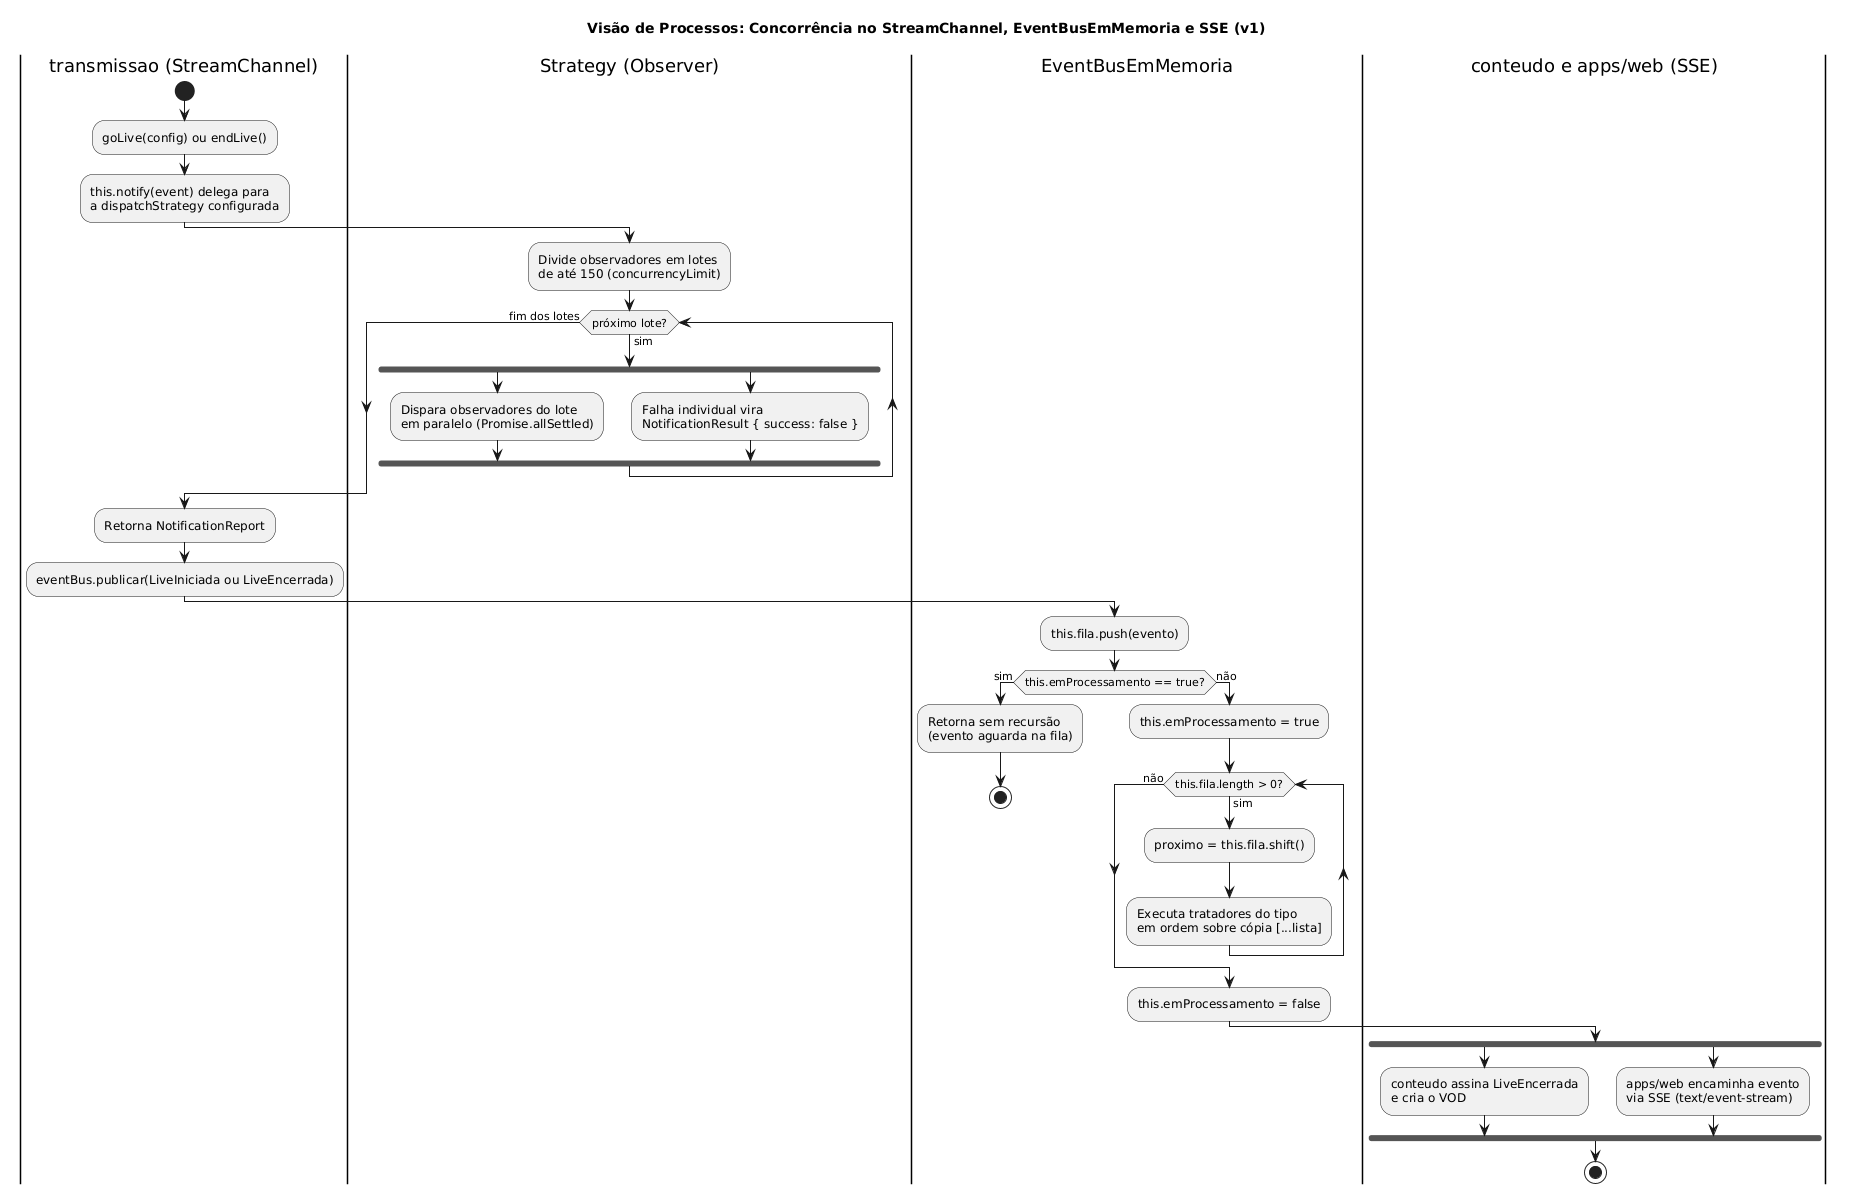 Visão de Processos: Concorrência no StreamChannel, EventBusEmMemoria e SSE (v1)
transmissao (StreamChannel)
Strategy (Observer)
EventBusEmMemoria
conteudo e apps/web (SSE)
goLive(config) ou endLive()
this.notify(event) delega para
a dispatchStrategy configurada
Divide observadores em lotes
de até 150 (concurrencyLimit)
fim dos lotes
próximo lote?
sim
Dispara observadores do lote
em paralelo (Promise.allSettled)
Falha individual vira
NotificationResult { success: false }
Retorna NotificationReport
eventBus.publicar(LiveIniciada ou LiveEncerrada)
this.fila.push(evento)
sim
this.emProcessamento == true?
não
Retorna sem recursão
(evento aguarda na fila)
this.emProcessamento = true
não
this.fila.length > 0?
sim
proximo = this.fila.shift()
Executa tratadores do tipo
em ordem sobre cópia [...lista]
this.emProcessamento = false
conteudo assina LiveEncerrada
e cria o VOD
apps/web encaminha evento
via SSE (text/event-stream)